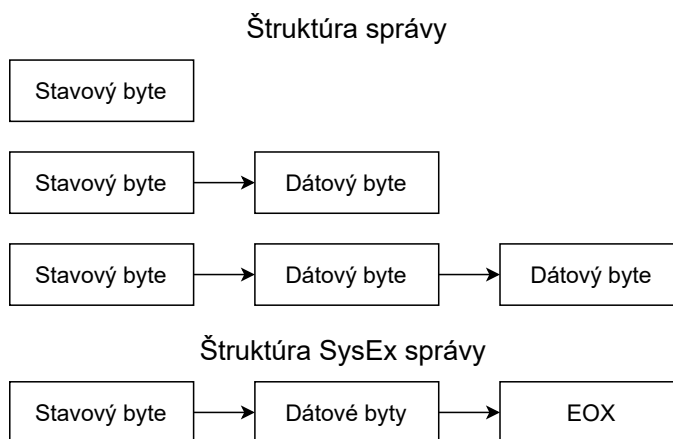 Štruktúra správy
Stavový byte
Stavový byte Dátový byte
Stavový byte Dátový byte Dátový byte
Štruktúra SysEx správy
Stavový byte Dátové byty EOX